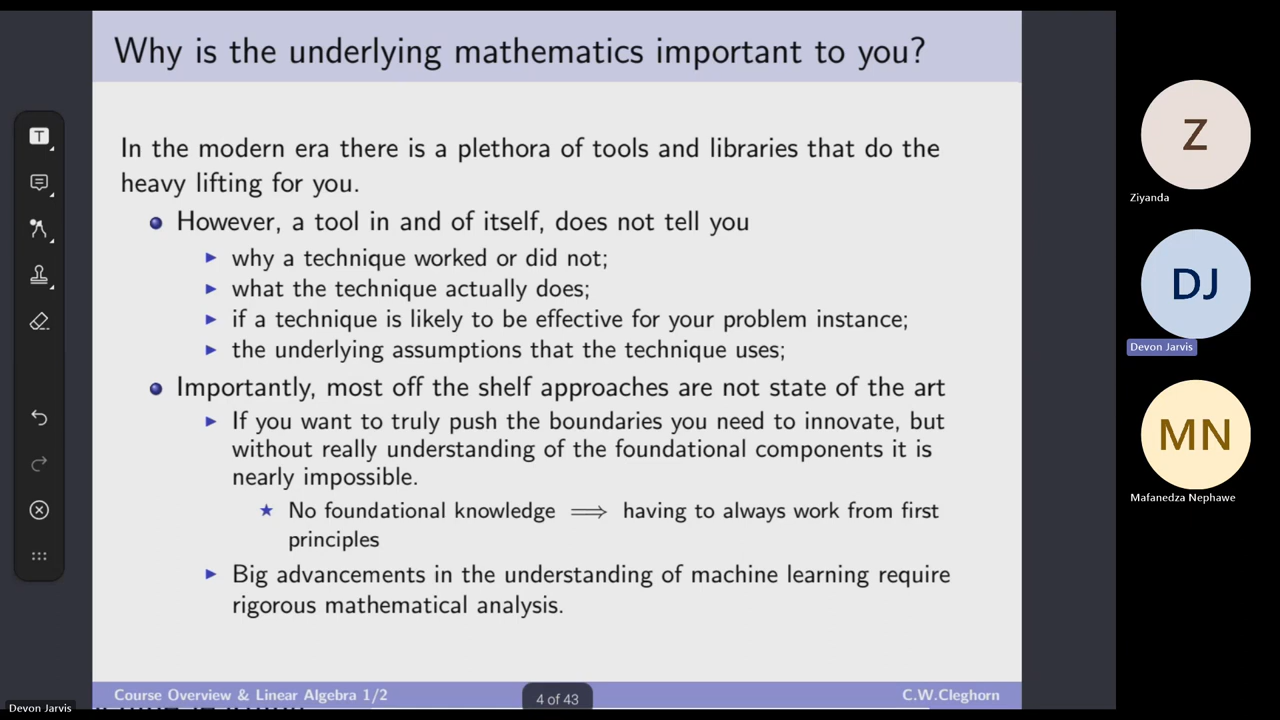 Why is the underlying mathematics important to you?
In the modern era there is a plethora of tools and libraries that do the
heavy lifting for you.
However, a tool in and of itself, does not tell you
why a technique worked or did not;
what the technique actually does;
if a technique is likely to be effective for your problem instance;
the underlying assumptions that the technique uses;
Importantly, most off the shelf approaches are not state of the art
If you want to truly push the boundaries you need to innovate, but
without really understanding of the foundational components it is
nearly impossible.
No foundational knowledge ⟹ having to always work from first
principles
Big advancements in the understanding of machine learning require
rigorous mathematical analysis.
Course Overview & Linear Algebra 1/2
4 of 43
C.W.Cleghorn
Devon Jarvis
T
Z
Ziyanda
DJ
Devon Jarvis
MN
Mafanedza Nephawe